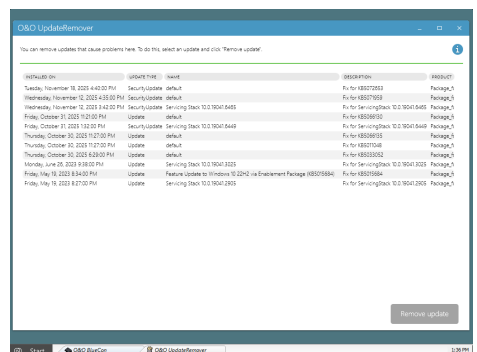 O&O UpdateRemover
You can remove updates that cause problems here. To do this, select an update and click "Remove update".
INSTALLED ON UPDATE TYPE NAME DESCRIPTION PRODUCT
Tuesday, November 18, 2025 4:49:00 PM SecurityUpdate default Fix for KB5072653 Package_f
Wednesday, November 12, 2025 4:35:00 PM SecurityUpdate default Fix for KB5071959 Package_f
Wednesday, November 12, 2025 3:42:00 PM SecurityUpdate Servicing Stack 10.0.19041.6465 Fix for ServicingStack 10.0.19041.6465 Package_f
Friday, October 31, 2025 11:21:00 PM Update default Fix for KB5066130 Package_f
Friday, October 31, 2025 1:32:00 PM SecurityUpdate Servicing Stack 10.0.19041.6449 Fix for ServicingStack 10.0.19041.6449 Package_f
Thursday, October 30, 2025 11:27:00 PM Update default Fix for KB5066135 Package_f
Thursday, October 30, 2025 11:27:00 PM Update default Fix for KB5011048 Package_f
Thursday, October 30, 2025 6:29:00 PM Update default Fix for KB5033052 Package_f
Monday, June 26, 2023 9:38:00 PM Update Servicing Stack 10.0.19041.3025 Fix for ServicingStack 10.0.19041.3025 Package_f
Friday, May 19, 2023 8:34:00 PM Update Feature Update to Windows 10 22H2 via Enablement Package (KB5015684) Fix for KB5015684 Package_f
Friday, May 19, 2023 8:27:00 PM Update Servicing Stack 10.0.19041.2905 Fix for ServicingStack 10.0.19041.2905 Package_f
Remove update
Start O&O BlueCon O&O UpdateRemover 1:36 PM